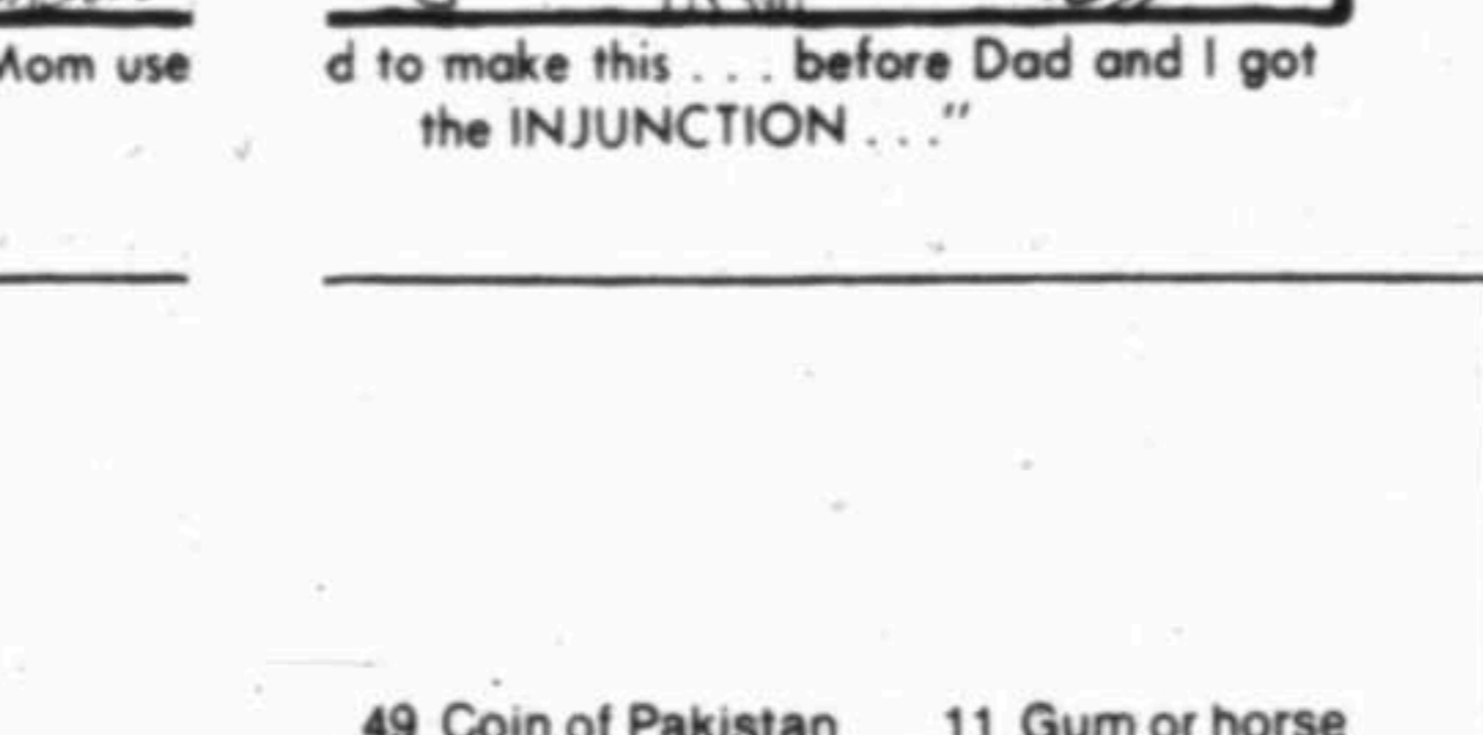 Mom used to make this . . . before Dad and I got
the INJUNCTION . . ."
49 Coin of Pakistan 11 Gum or horse